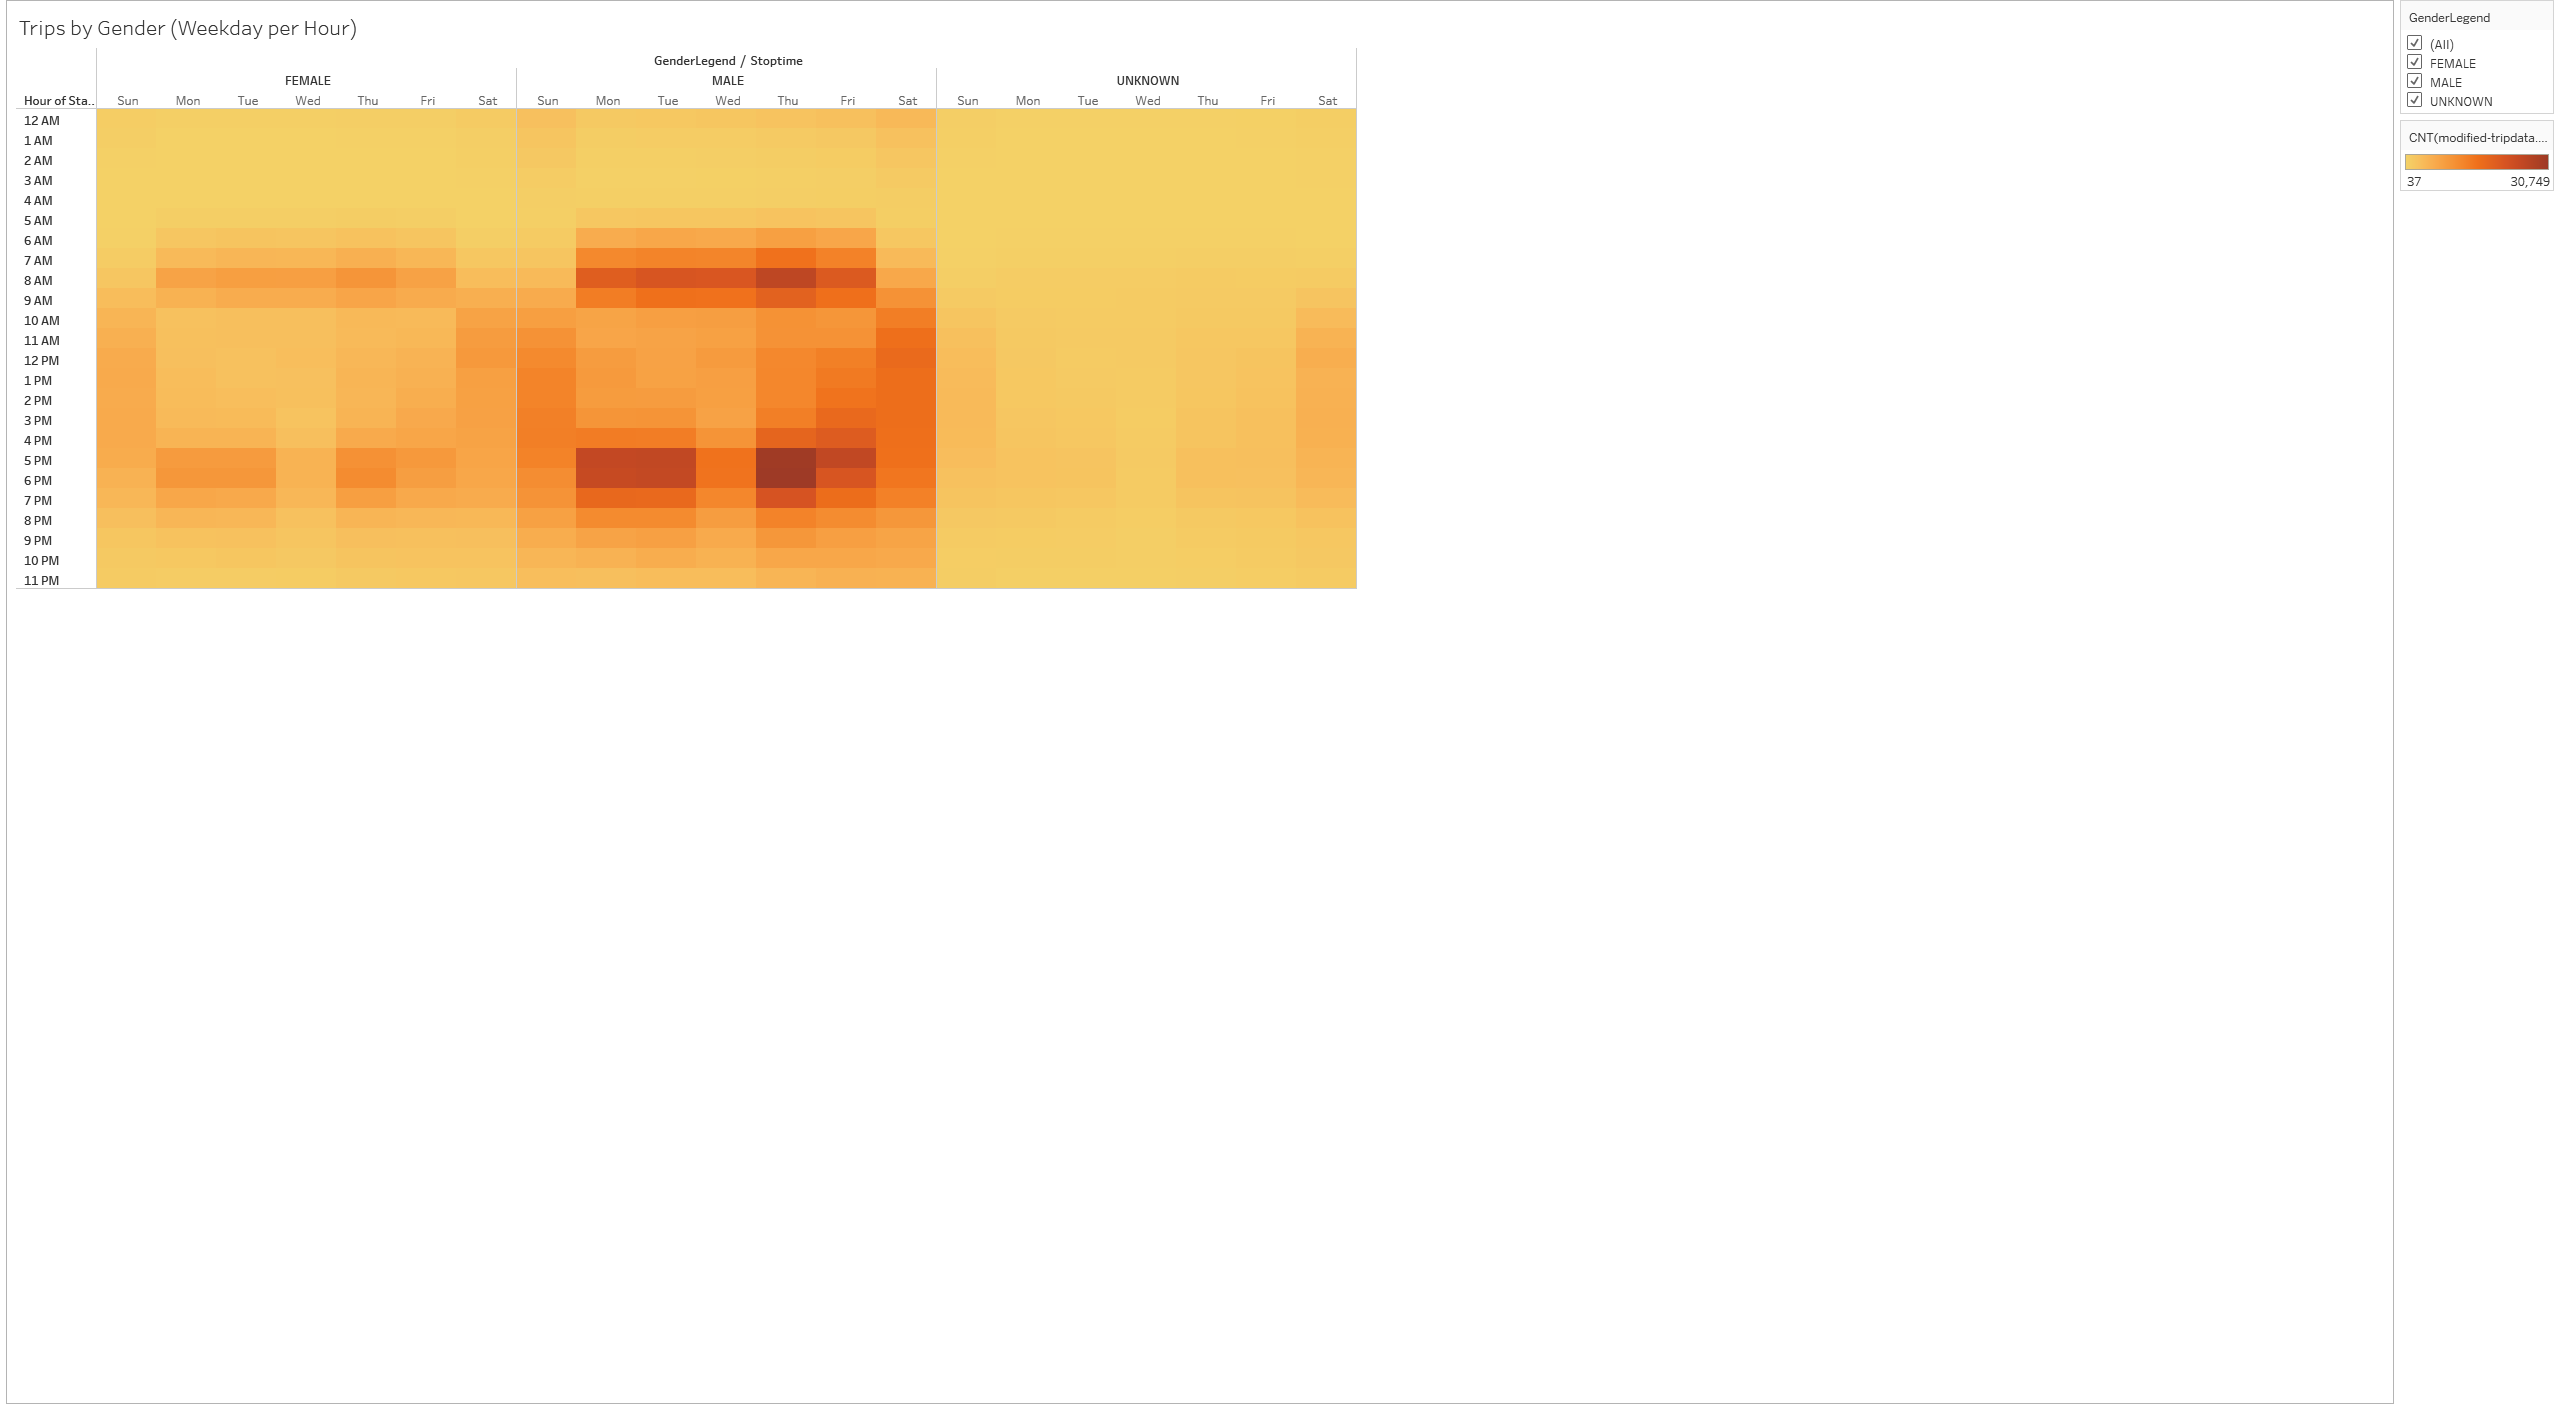 Trips by Gender (Weekday per Hour)
GenderLegend / Stoptime
FEMALE MALE UNKNOWN
Hour of Sta.. Sun Mon Tue Wed Thu Fri Sat Sun Mon Tue Wed Thu Fri Sat Sun Mon Tue Wed Thu Fri Sat
12 AM
1 AM
2 AM
3 AM
4 AM
5 AM
6 AM
7 AM
8 AM
9 AM
10 AM
11 AM
12 PM
1 PM
2 PM
3 PM
4 PM
5 PM
6 PM
7 PM
8 PM
9 PM
10 PM
11 PM
GenderLegend
(All)
FEMALE
MALE
UNKNOWN
CNT(modified-tripdata....
37 30,749